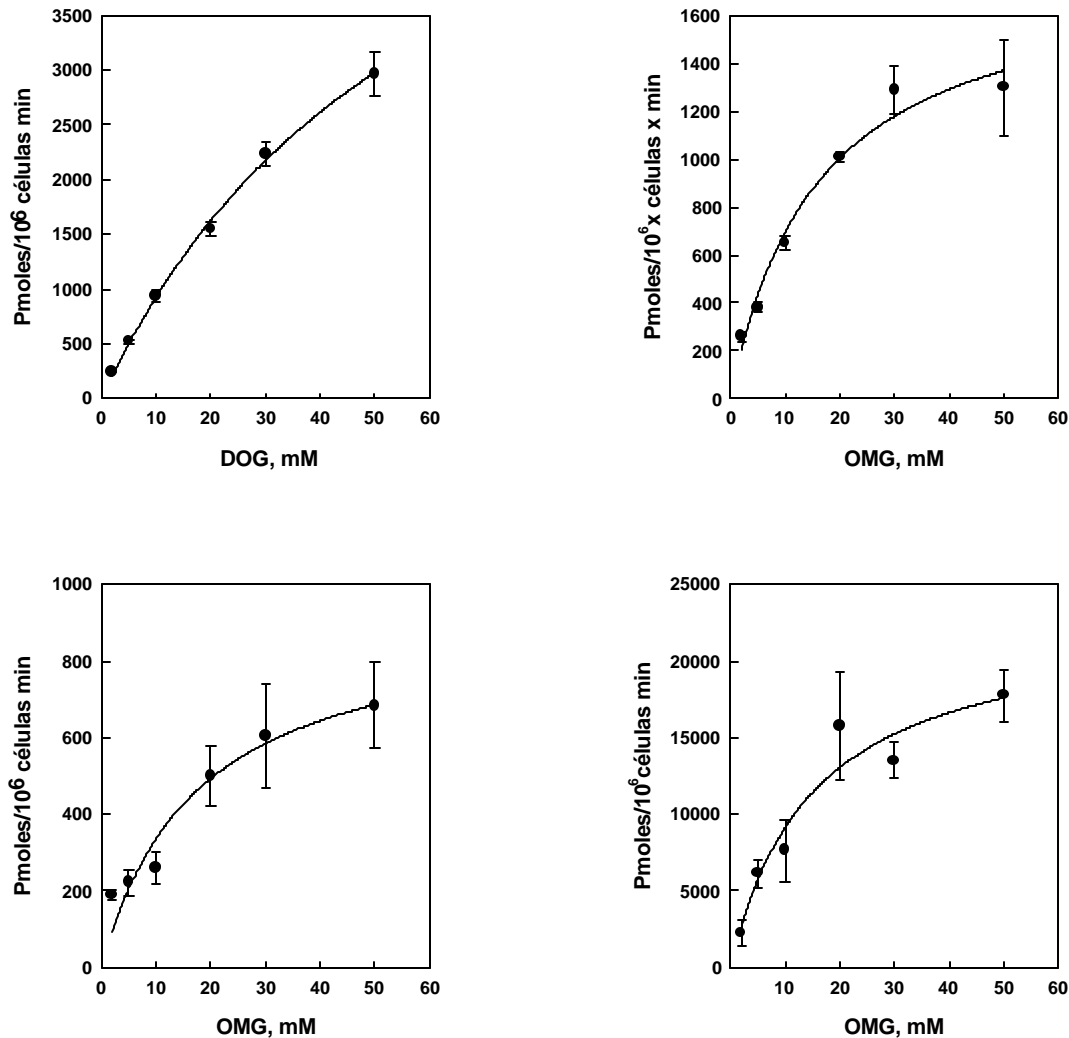 3500
3000
2500
2000
1500
1000
500
0
0 10 20 30 40 50 60
Pmoles/10⁶ células min
DOG, mM
1600
1400
1200
1000
800
600
400
200
0
0 10 20 30 40 50 60
Pmoles/10⁶x células x min
OMG, mM
1000
800
600
400
200
0
0 10 20 30 40 50 60
Pmoles/10⁶ células min
OMG, mM
25000
20000
15000
10000
5000
0
0 10 20 30 40 50 60
Pmoles/10⁶células min
OMG, mM